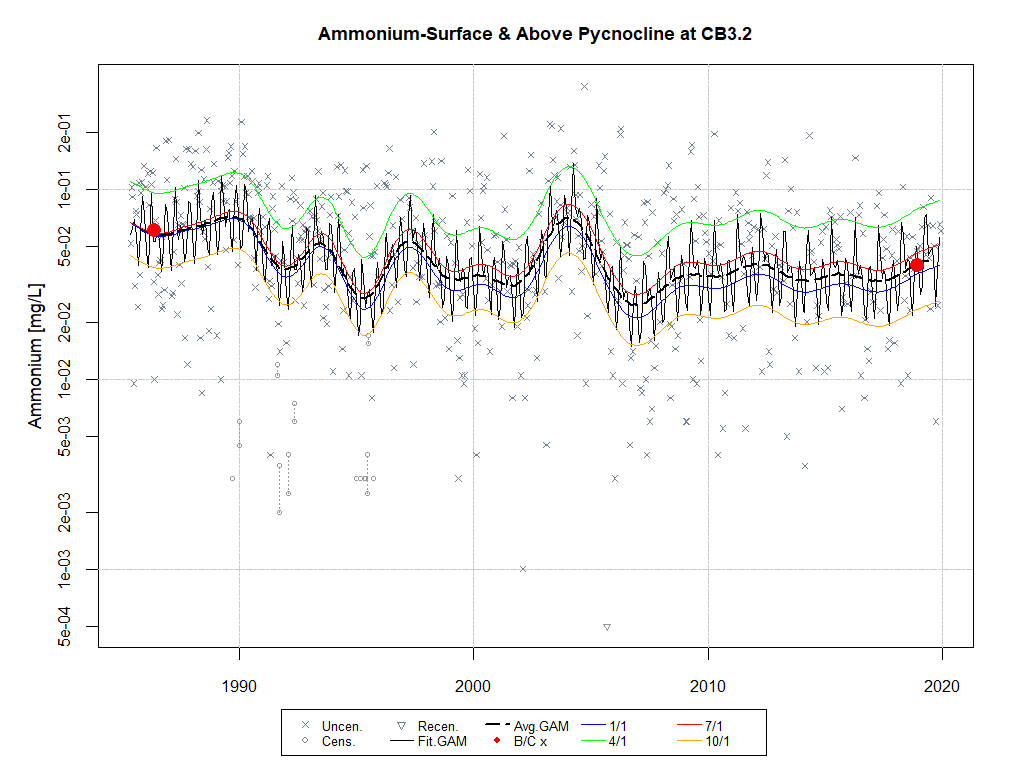 Ammonium-Surface & Above Pycnocline at CB3.2
Ammonium [mg/L]
2e-01
1e-01
5e-02
2e-02
1e-02
5e-03
2e-03
1e-03
5e-04
1990 2000 2010 2020
Uncen. Recen. Avg.GAM 1/1 7/1
Cens. Fit.GAM B/C x 4/1 10/1